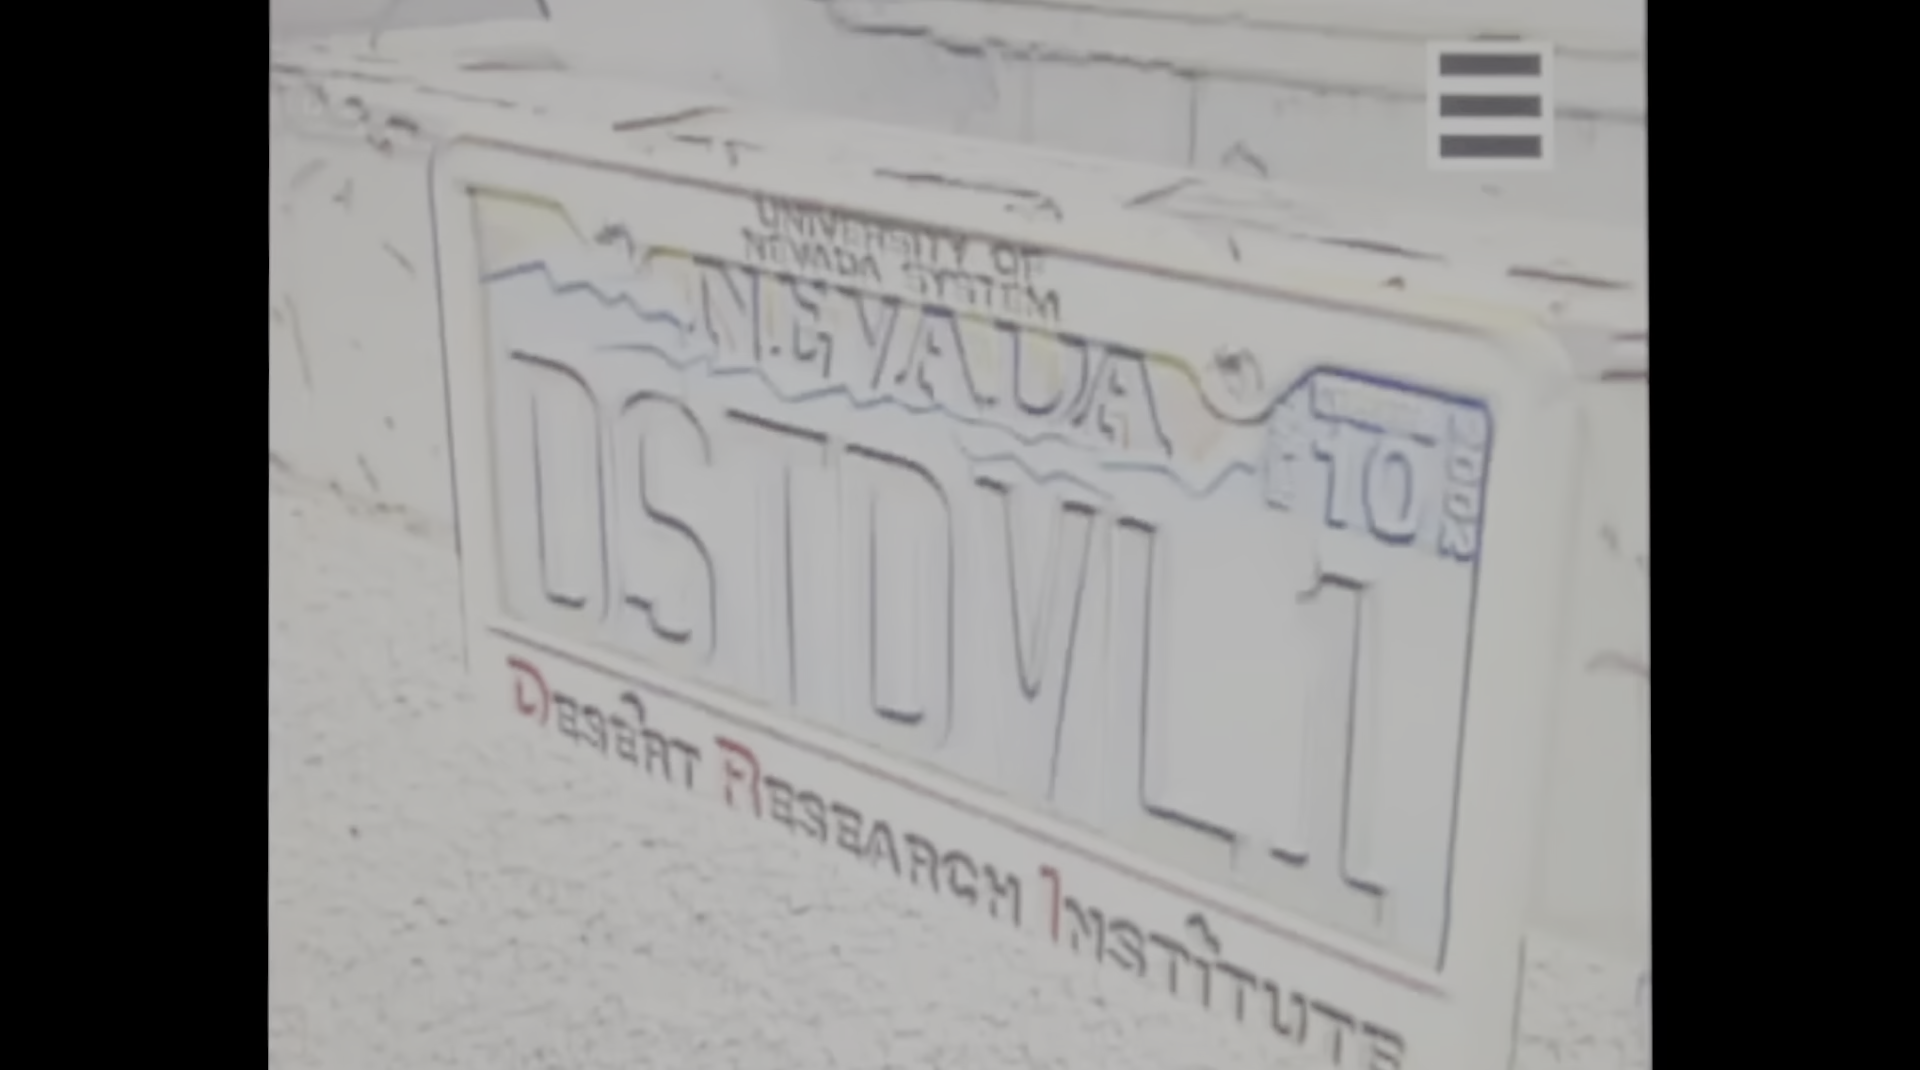 UNIVERSITY OF
NEVADA SYSTEM
NEVADA
10
2002
DSTDVL1
DESERT RESEARCH INSTITUTE